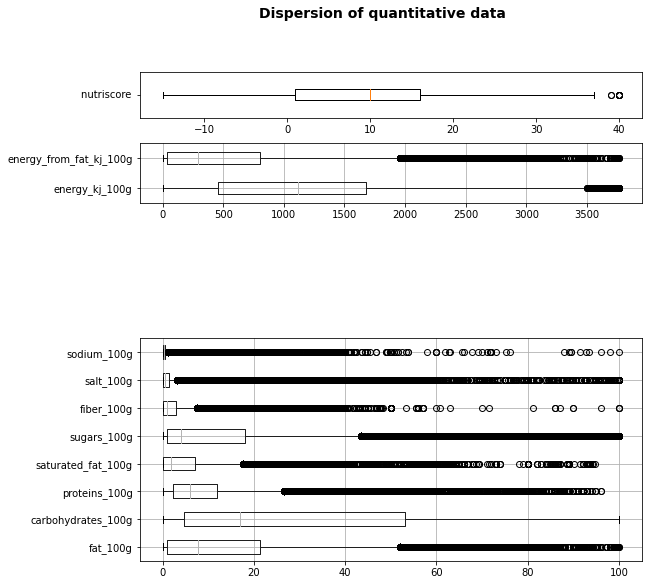 Dispersion of quantitative data
nutriscore
−10 0 10 20 30 40
energy_from_fat_kj_100g
energy_kj_100g
0 500 1000 1500 2000 2500 3000 3500
sodium_100g
salt_100g
fiber_100g
sugars_100g
saturated_fat_100g
proteins_100g
carbohydrates_100g
fat_100g
0 20 40 60 80 100